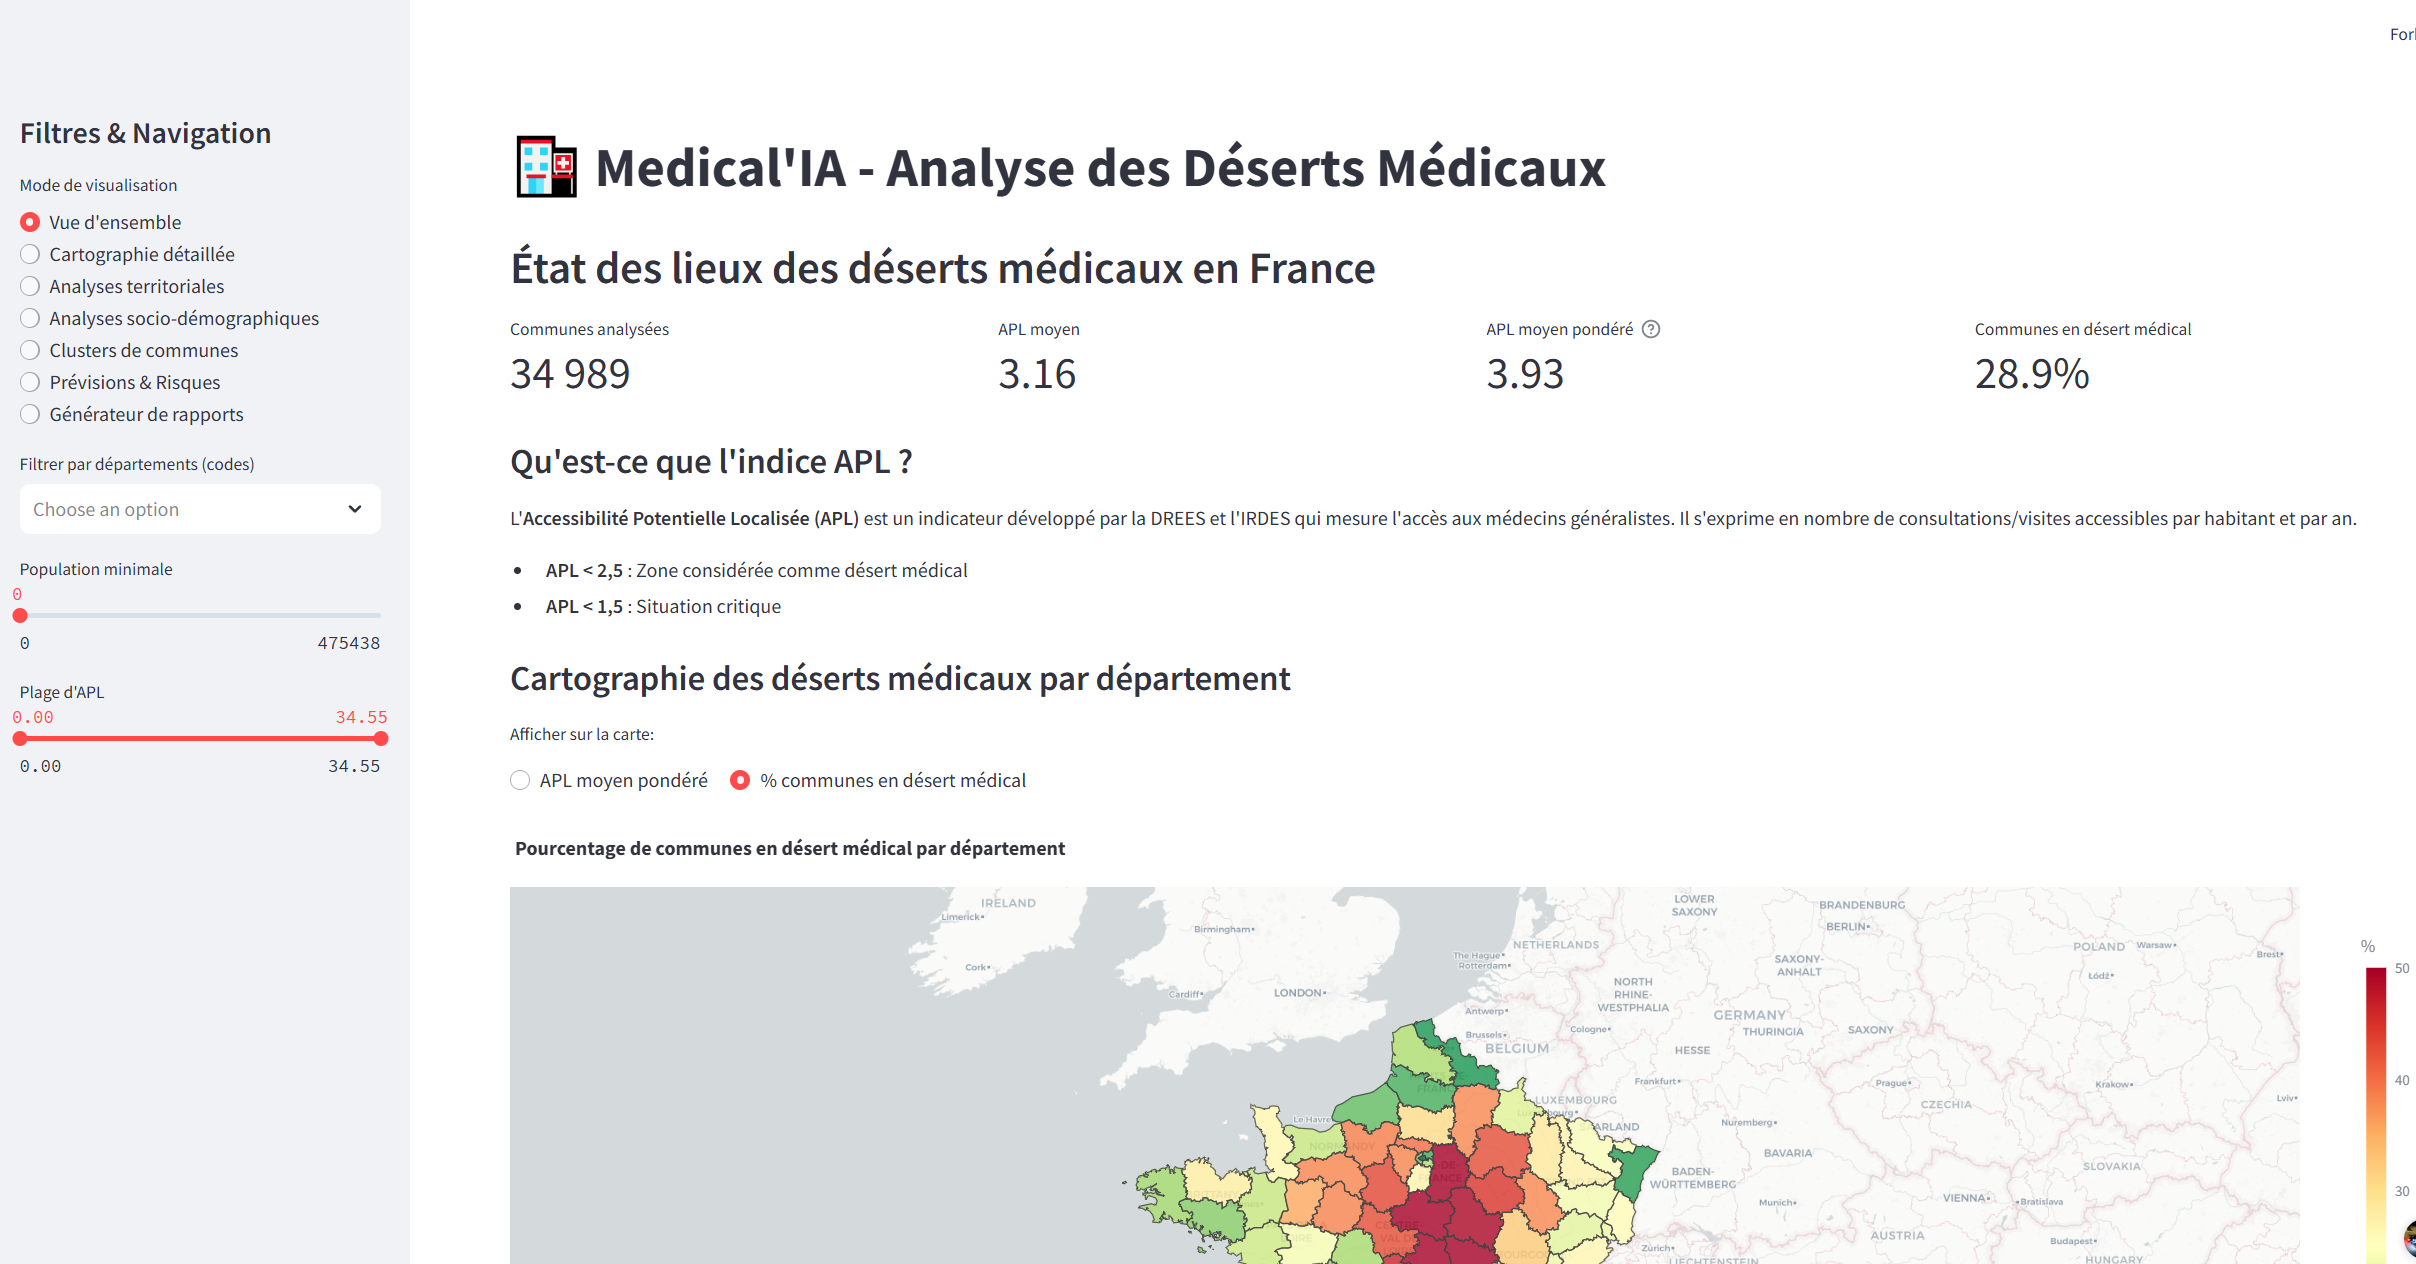 Fork
Filtres & Navigation
Mode de visualisation
Vue d'ensemble
Cartographie détaillée
Analyses territoriales
Analyses socio-démographiques
Clusters de communes
Prévisions & Risques
Générateur de rapports
Filtrer par départements (codes)
Choose an option
Population minimale
0
0 475438
Plage d'APL
0.00 34.55
0.00 34.55
Medical'IA - Analyse des Déserts Médicaux
État des lieux des déserts médicaux en France
Communes analysées
34 989
APL moyen
3.16
APL moyen pondéré
3.93
Communes en désert médical
28.9%
Qu'est-ce que l'indice APL ?
L'Accessibilité Potentielle Localisée (APL) est un indicateur développé par la DREES et l'IRDES qui mesure l'accès aux médecins généralistes. Il s'exprime en nombre de consultations/visites accessibles par habitant et par an.
• APL < 2,5 : Zone considérée comme désert médical
• APL < 1,5 : Situation critique
Cartographie des déserts médicaux par département
Afficher sur la carte:
APL moyen pondéré
% communes en désert médical
Pourcentage de communes en désert médical par département
IRELAND
Limerick
Cork
Birmingham
Cardiff
LONDON
NETHERLANDS
The Hague
Rotterdam
Antwerp
Brussels
BELGIUM
LOWER
SAXONY
BRANDENBURG
BERLIN
SAXONY-
ANHALT
NORTH
RHINE-
WESTPHALIA
Cologne
GERMANY
THURINGIA
SAXONY
HESSE
Frankfurt
POLAND
Warsaw
Brest
Łódź
Prague
Krakow
CZECHIA
Lviv
LUXEMBOURG
Nuremberg
BAVARIA
BADEN-
WÜRTTEMBERG
Munich
SLOVAKIA
VIENNA
Bratislava
AUSTRIA
Budapest
HUNGARY
Zürich
LIECHTENSTEIN
Le Havre
NORMANDY
BRITTANY
CENTRE
VAL DE
%
50
40
30